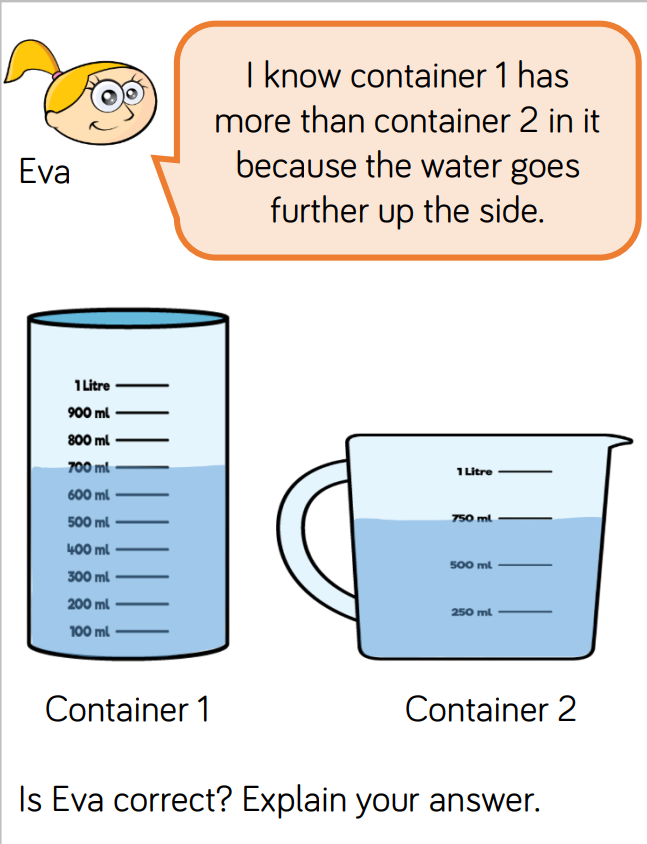 I know container 1 has
more than container 2 in it
because the water goes
further up the side.
Eva
1 Litre
900 ml
800 ml
700 ml
600 ml
500 ml
400 ml
300 ml
200 ml
100 ml
1 Litre
750 ml
500 ml
250 ml
Container 1
Container 2
Is Eva correct? Explain your answer.